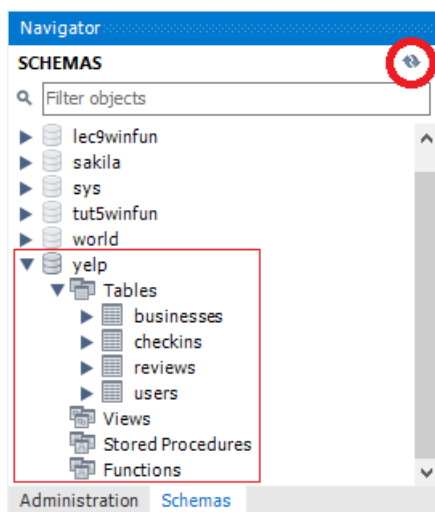 Navigator
SCHEMAS
Filter objects
lec9winfun
sakila
sys
tut5winfun
world
yelp
Tables
businesses
checkins
reviews
users
Views
Stored Procedures
Functions
Administration Schemas